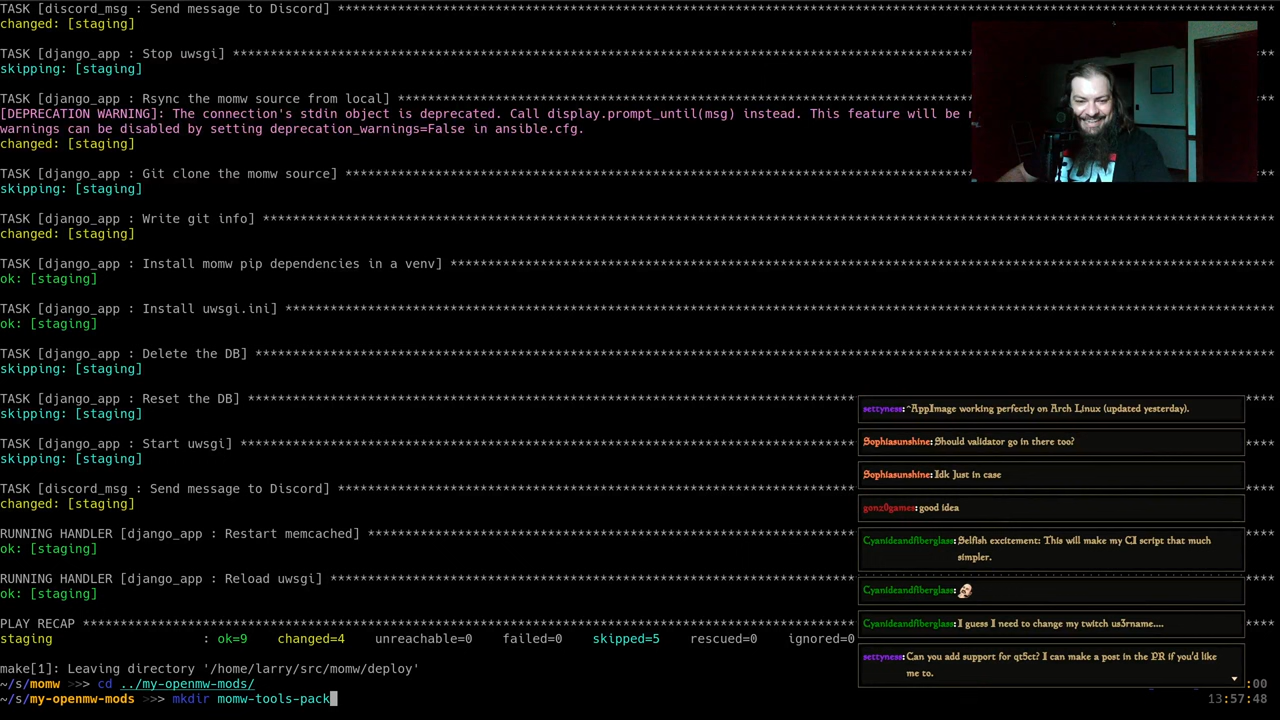 TASK [discord_msg : Send message to Discord] ****************************************************************************************************************************
changed: [staging]
TASK [django_app : Stop uwsgi] ******************************************************************************
skipping: [staging]
TASK [django_app : Rsync the momw source from local] ****************************************************************************
[DEPRECATION WARNING]: The connection's stdin object is deprecated. Call display.prompt_until(msg) instead. This feature will be
warnings can be disabled by setting deprecation_warnings=False in ansible.cfg.
changed: [staging]
TASK [django_app : Git clone the momw source] ***********************************************************************************
skipping: [staging]
TASK [django_app : Write git info] **********************************************************************************************
changed: [staging]
TASK [django_app : Install momw pip dependencies in a venv] *********************************************************************
ok: [staging]
TASK [django_app : Install uwsgi.ini] *******************************************************************************************
ok: [staging]
TASK [django_app : Delete the DB] ***********************************************************************************************
skipping: [staging]
TASK [django_app : Reset the DB] ************************************************************************************************
skipping: [staging]
settyness: ^AppImage working perfectly on Arch Linux (updated yesterday).
Sophiasunshine: Should validator go in there too?
TASK [django_app : Start uwsgi] *********************************************************************************
skipping: [staging]
Sophiasunshine: Idk Just in case
TASK [discord_msg : Send message to Discord] ********************************************************************
changed: [staging]
gonz0games: good idea
RUNNING HANDLER [django_app : Restart memcached] ****************************************************************
ok: [staging]
Cyanideandfiberglass: Selfish excitement: This will make my CI script that much
simpler.
RUNNING HANDLER [django_app : Reload uwsgi] *********************************************************************
ok: [staging]
Cyanideandfiberglass:
PLAY RECAP ******************************************************************************************************
staging : ok=9 changed=4 unreachable=0 failed=0 skipped=5 rescued=0 ignored=0
Cyanideandfiberglass: I guess I need to change my twitch us3rname....
settyness: Can you add support for qt5ct? I can make a post in the PR if you'd like
me to.
make[1]: Leaving directory '/home/larry/src/momw/deploy'
~/s/momw >>> cd ../my-openmw-mods/
:00
~/s/my-openmw-mods >>> mkdir momw-tools-pack
13:57:48